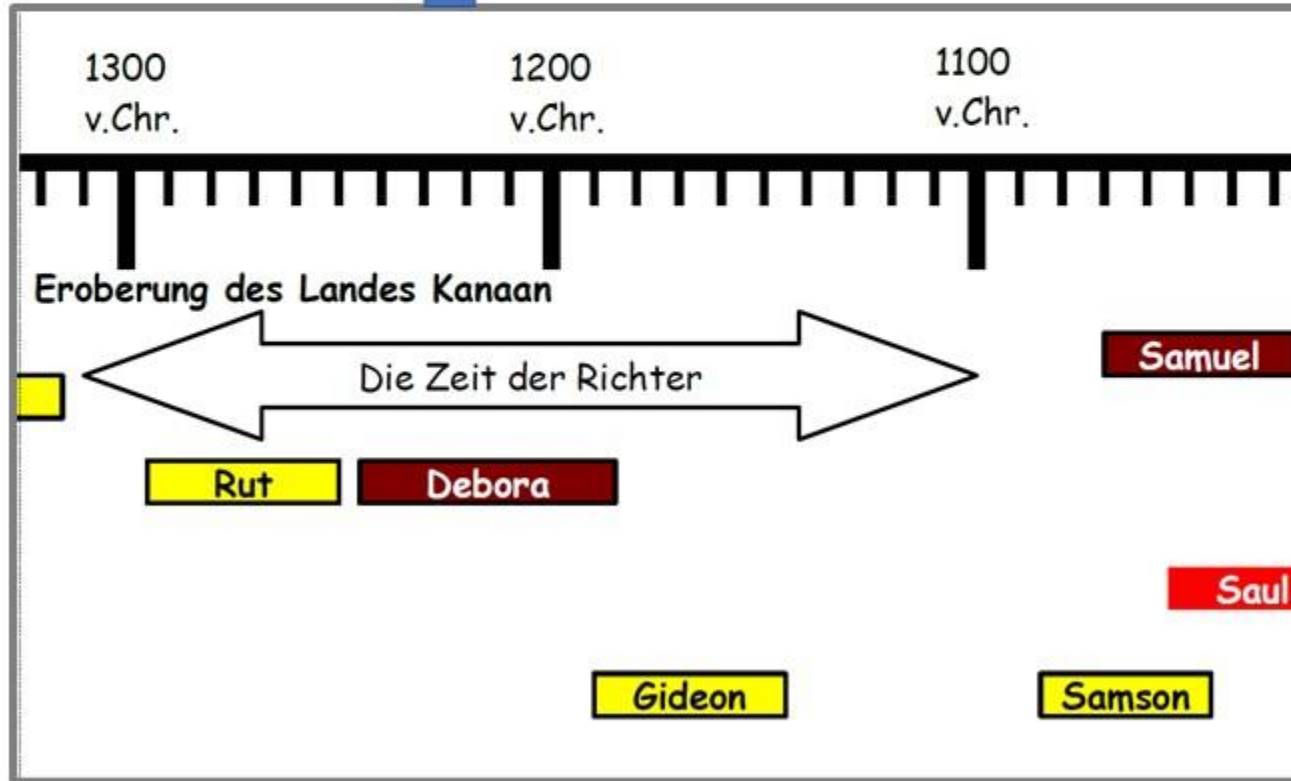 1300
v.Chr.
1200
v.Chr.
1100
v.Chr.
Eroberung des Landes Kanaan
Die Zeit der Richter
Samuel
Rut
Debora
Saul
Gideon
Samson